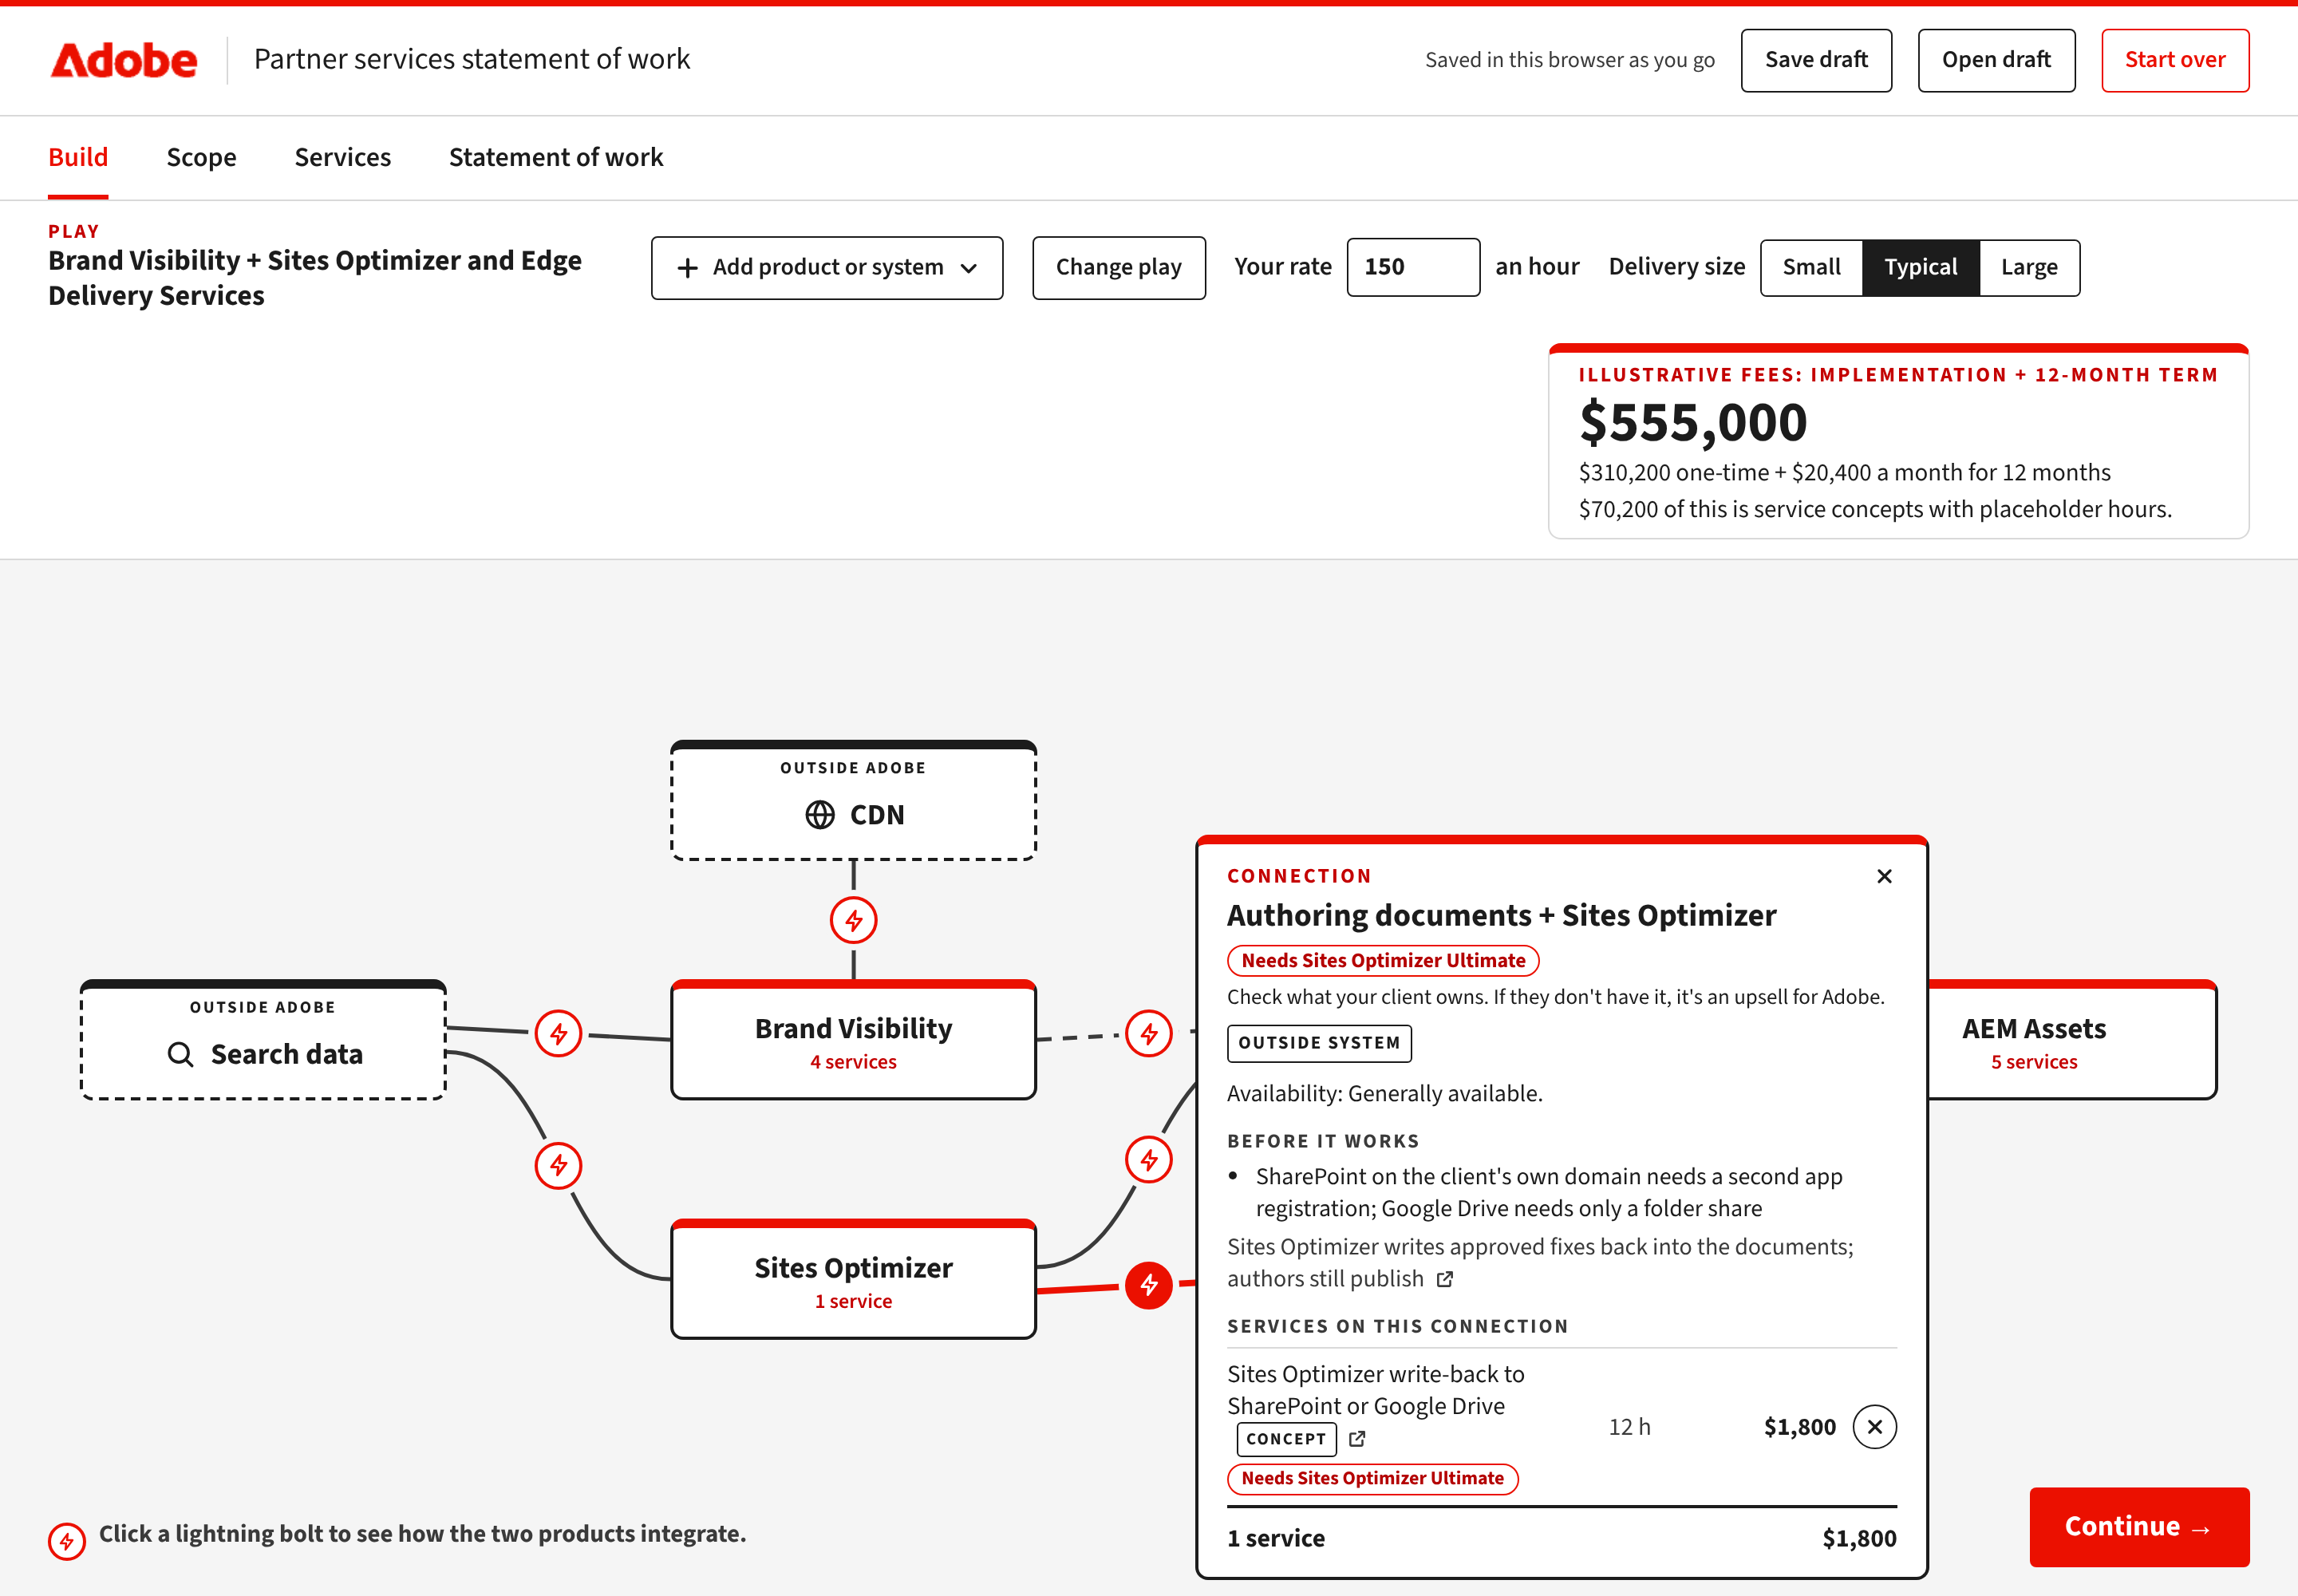 Adobe
Partner services statement of work
Saved in this browser as you go
Save draft
Open draft
Start over
Build
Scope
Services
Statement of work
PLAY
Brand Visibility + Sites Optimizer and Edge
Delivery Services
+ Add product or system
Change play
Your rate
150
an hour
Delivery size
Small
Typical
Large
ILLUSTRATIVE FEES: IMPLEMENTATION + 12-MONTH TERM
$555,000
$310,200 one-time + $20,400 a month for 12 months
$70,200 of this is service concepts with placeholder hours.
OUTSIDE ADOBE
CDN
OUTSIDE ADOBE
Search data
Brand Visibility
4 services
Sites Optimizer
1 service
AEM Assets
5 services
CONNECTION
Authoring documents + Sites Optimizer
Needs Sites Optimizer Ultimate
Check what your client owns. If they don't have it, it's an upsell for Adobe.
OUTSIDE SYSTEM
Availability: Generally available.
BEFORE IT WORKS
• SharePoint on the client's own domain needs a second app
registration; Google Drive needs only a folder share
Sites Optimizer writes approved fixes back into the documents;
authors still publish
SERVICES ON THIS CONNECTION
Sites Optimizer write-back to
SharePoint or Google Drive
CONCEPT
12 h
$1,800
Needs Sites Optimizer Ultimate
1 service
$1,800
Click a lightning bolt to see how the two products integrate.
Continue →